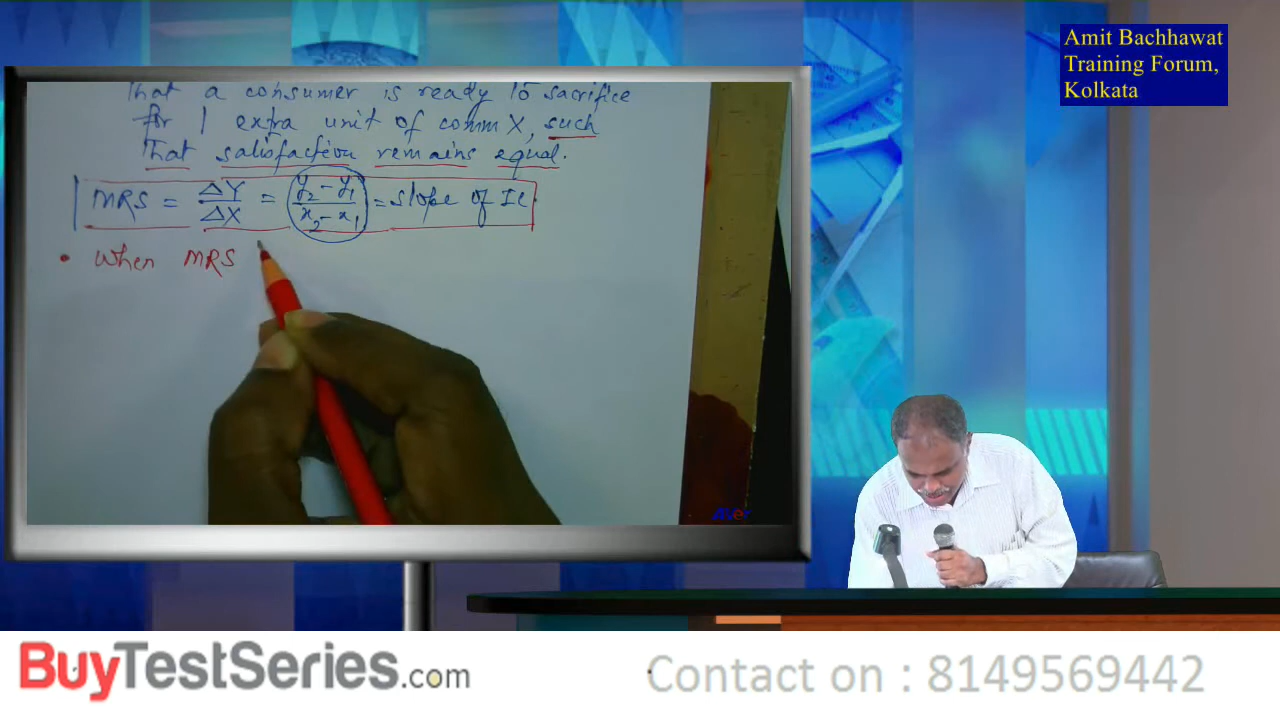 That a consumer is ready to sacrifice
for 1 extra unit of comm X, such
that satisfaction remains equal.
MRS = ΔY/ΔX = y₂-y₁/x₂-x₁ = slope of IC.
• When MRS
AVer
Amit Bachhawat
Training Forum,
Kolkata
BuyTestSeries.com
Contact on : 8149569442